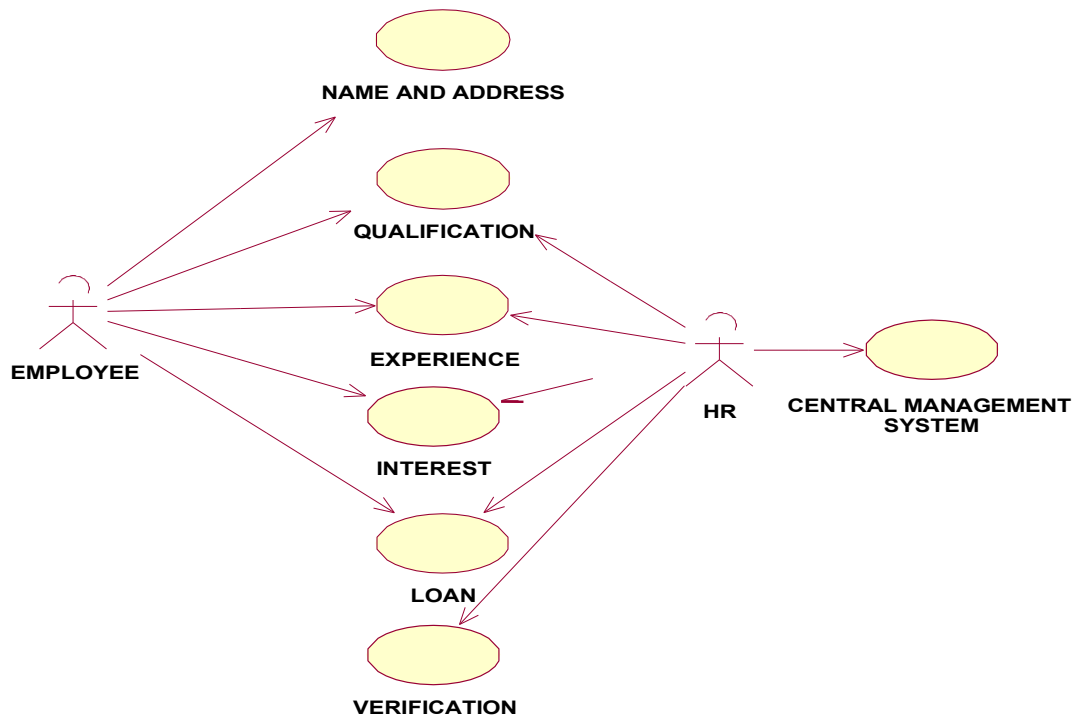 NAME AND ADDRESS
QUALIFICATION
EXPERIENCE
EMPLOYEE
INTEREST
HR
CENTRAL MANAGEMENT
SYSTEM
LOAN
VERIFICATION